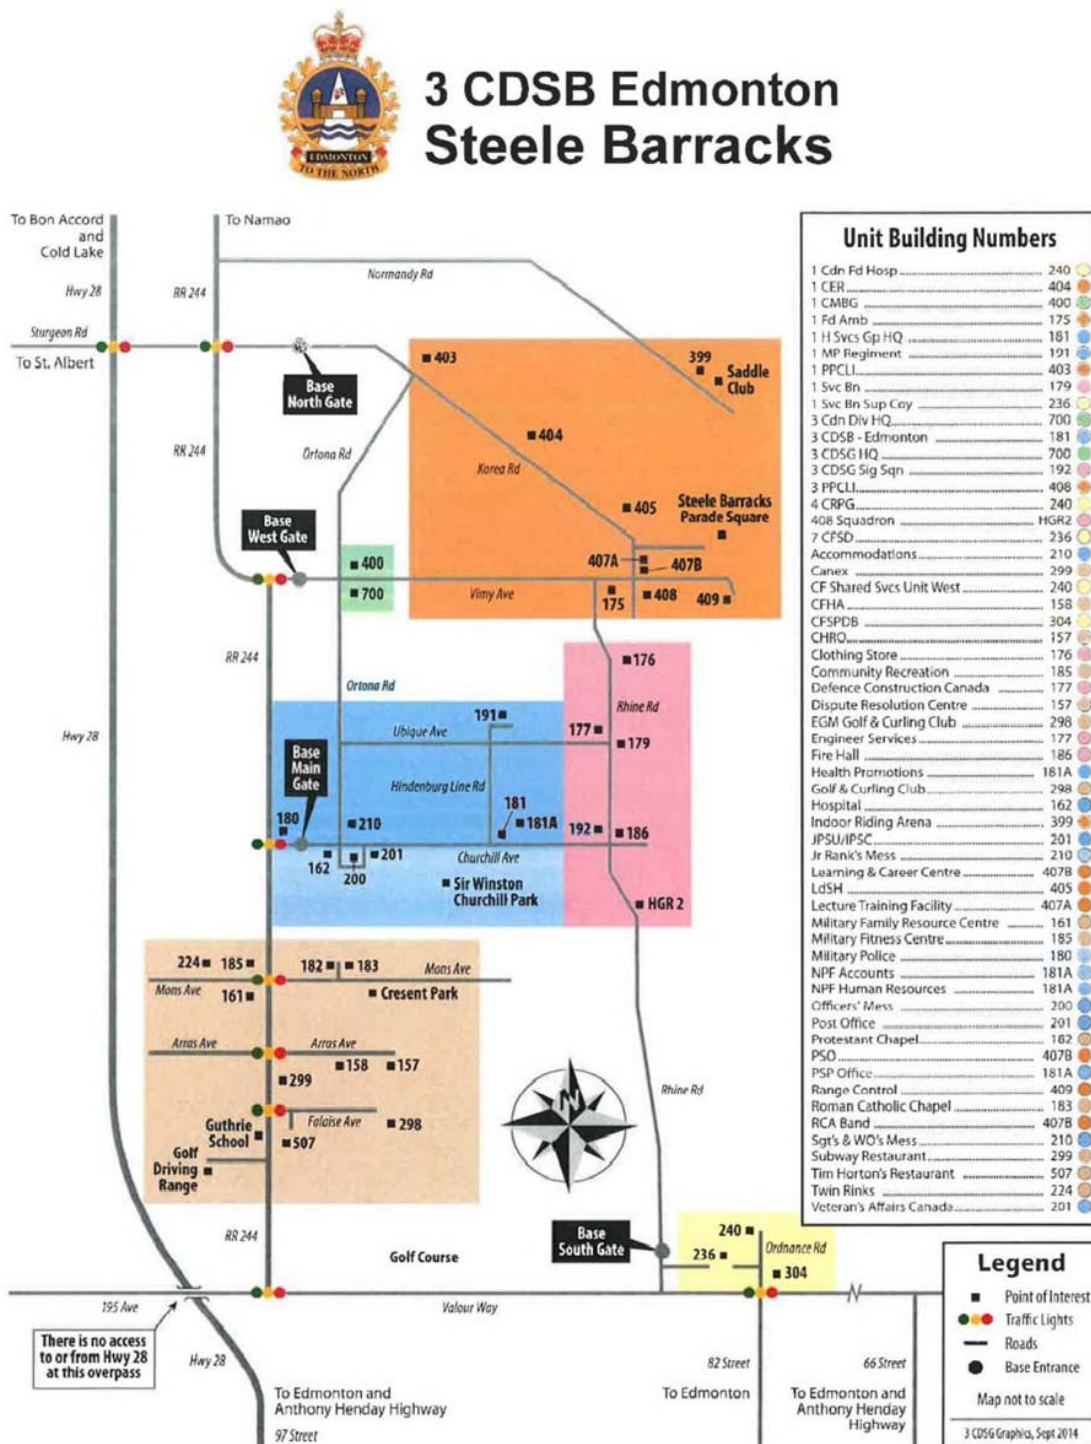 3 CDSB Edmonton
Steele Barracks
EDMONTON
TO THE NORTH
To Bon Accord
and
Cold Lake
To Namao
Normandy Rd
Hwy 28
RR 244
Sturgeon Rd
To St. Albert
Base
North Gate
403
399
Saddle
Club
404
Ortona Rd
Korea Rd
RR 244
405
Steele Barracks
Parade Square
Base
West Gate
400
407A
407B
700
Vimy Ave
175
408
409
RR 244
176
Ortona Rd
Rhine Rd
191
177
Ubique Ave
179
Hwy 28
Base
Main
Gate
Hindenburg Line Rd
181
180
210
181A
192
186
162
200
201
Churchill Ave
Sir Winston
Churchill Park
HGR 2
224
185
182
183
Mons Ave
Mons Ave
161
Cresent Park
Arras Ave
Arras Ave
158
157
299
Rhine Rd
N
Guthrie
School
Falaise Ave
298
507
Golf
Driving
Range
RR 244
Golf Course
Base
South Gate
240
236
Ordnance Rd
304
195 Ave
Valour Way
There is no access
to or from Hwy 28
at this overpass
Hwy 28
82 Street
66 Street
To Edmonton and
Anthony Henday Highway
97 Street
To Edmonton
To Edmonton and
Anthony Henday
Highway
Unit Building Numbers
1 Cdn Fd Hosp 240
1 CER 404
1 CMBG 400
1 Fd Amb 175
1 H Svcs Gp HQ 181
1 MP Regiment 191
1 PPCLI 403
1 Svc Bn 179
1 Svc Bn Sup Coy 236
3 Cdn Div HQ 700
3 CDSB - Edmonton 181
3 CDSG HQ 700
3 CDSG Sig Sqn 192
3 PPCLI 408
4 CRPG 240
408 Squadron HGR2
7 CFSD 236
Accommodations 210
Canex 299
CF Shared Svcs Unit West 240
CFHA 158
CFSPDB 304
CHRO 157
Clothing Store 176
Community Recreation 185
Defence Construction Canada 177
Dispute Resolution Centre 157
EGM Golf & Curling Club 298
Engineer Services 177
Fire Hall 186
Health Promotions 181A
Golf & Curling Club 298
Hospital 162
Indoor Riding Arena 399
JPSU/IPSC 201
Jr Rank's Mess 210
Learning & Career Centre 407B
LdSH 405
Lecture Training Facility 407A
Military Family Resource Centre 161
Military Fitness Centre 185
Military Police 180
NPF Accounts 181A
NPF Human Resources 181A
Officers' Mess 200
Post Office 201
Protestant Chapel 182
PSO 407B
PSP Office 181A
Range Control 409
Roman Catholic Chapel 183
RCA Band 407B
Sgt's & WO's Mess 210
Subway Restaurant 299
Tim Horton's Restaurant 507
Twin Rinks 224
Veteran's Affairs Canada 201
Legend
Point of Interest
Traffic Lights
Roads
Base Entrance
Map not to scale
3 CDSG Graphics, Sept 2014